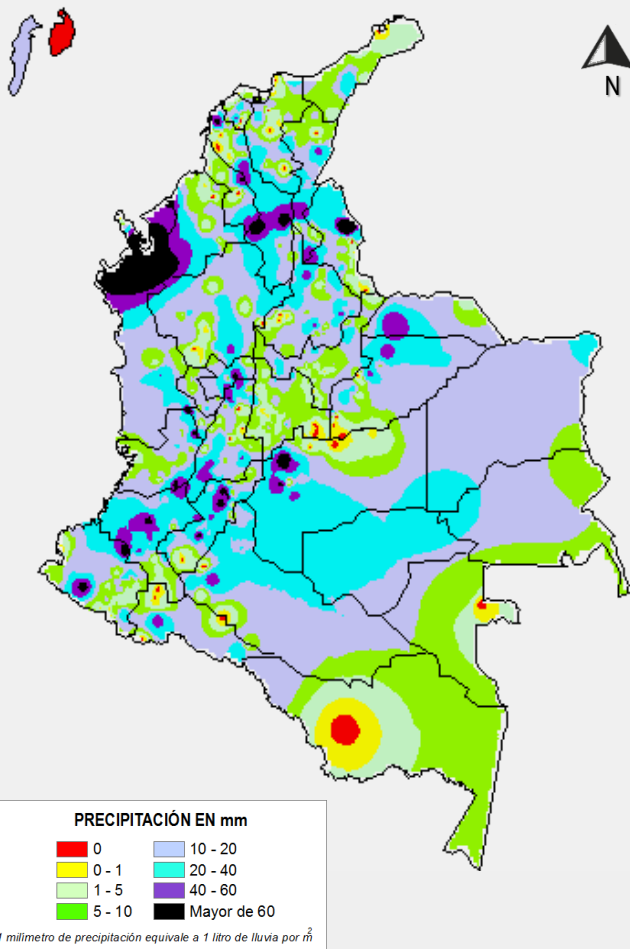 N
PRECIPITACIÓN EN mm
0
10 - 20
0 - 1
20 - 40
1 - 5
40 - 60
5 - 10
Mayor de 60
milímetro de precipitación equivale a 1 litro de lluvia por m²